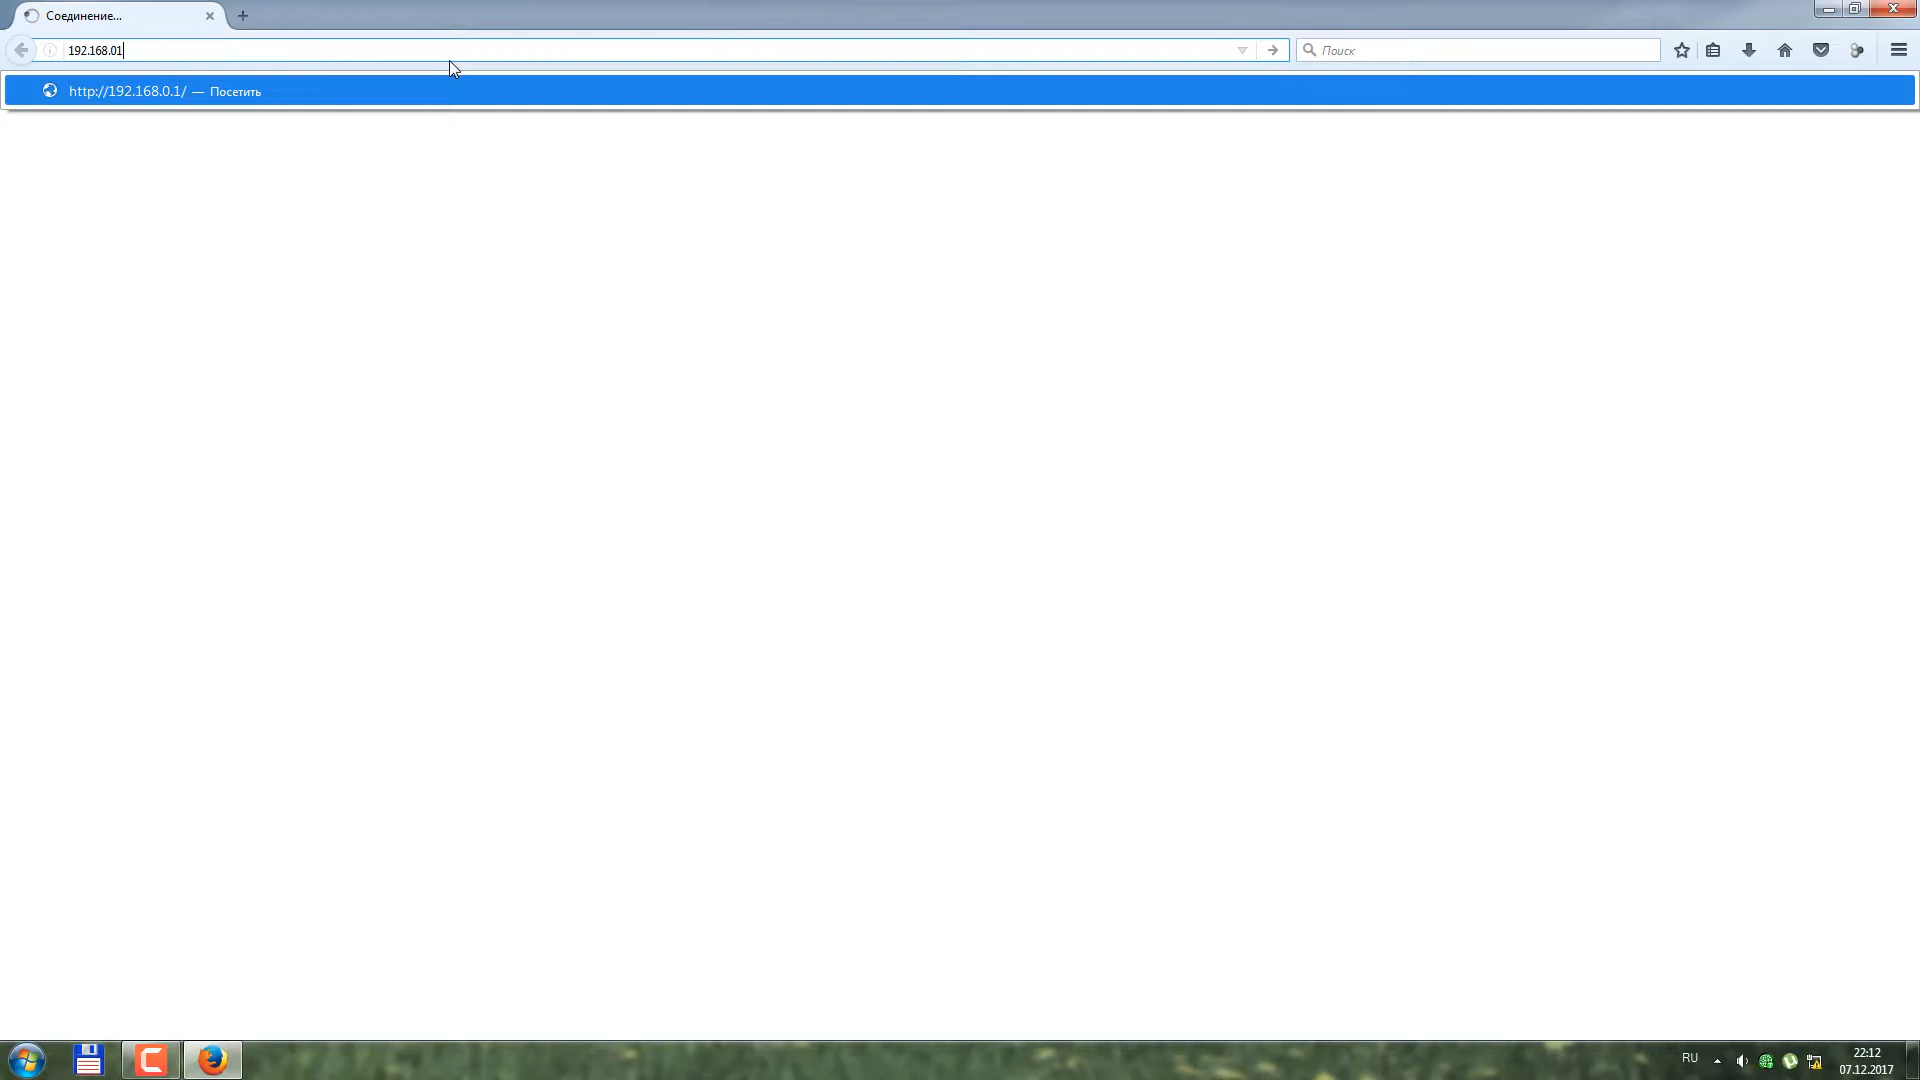 Соединение...
192.168.01
Поиск
http://192.168.0.1/ — Посетить
RU
22:12
07.12.2017